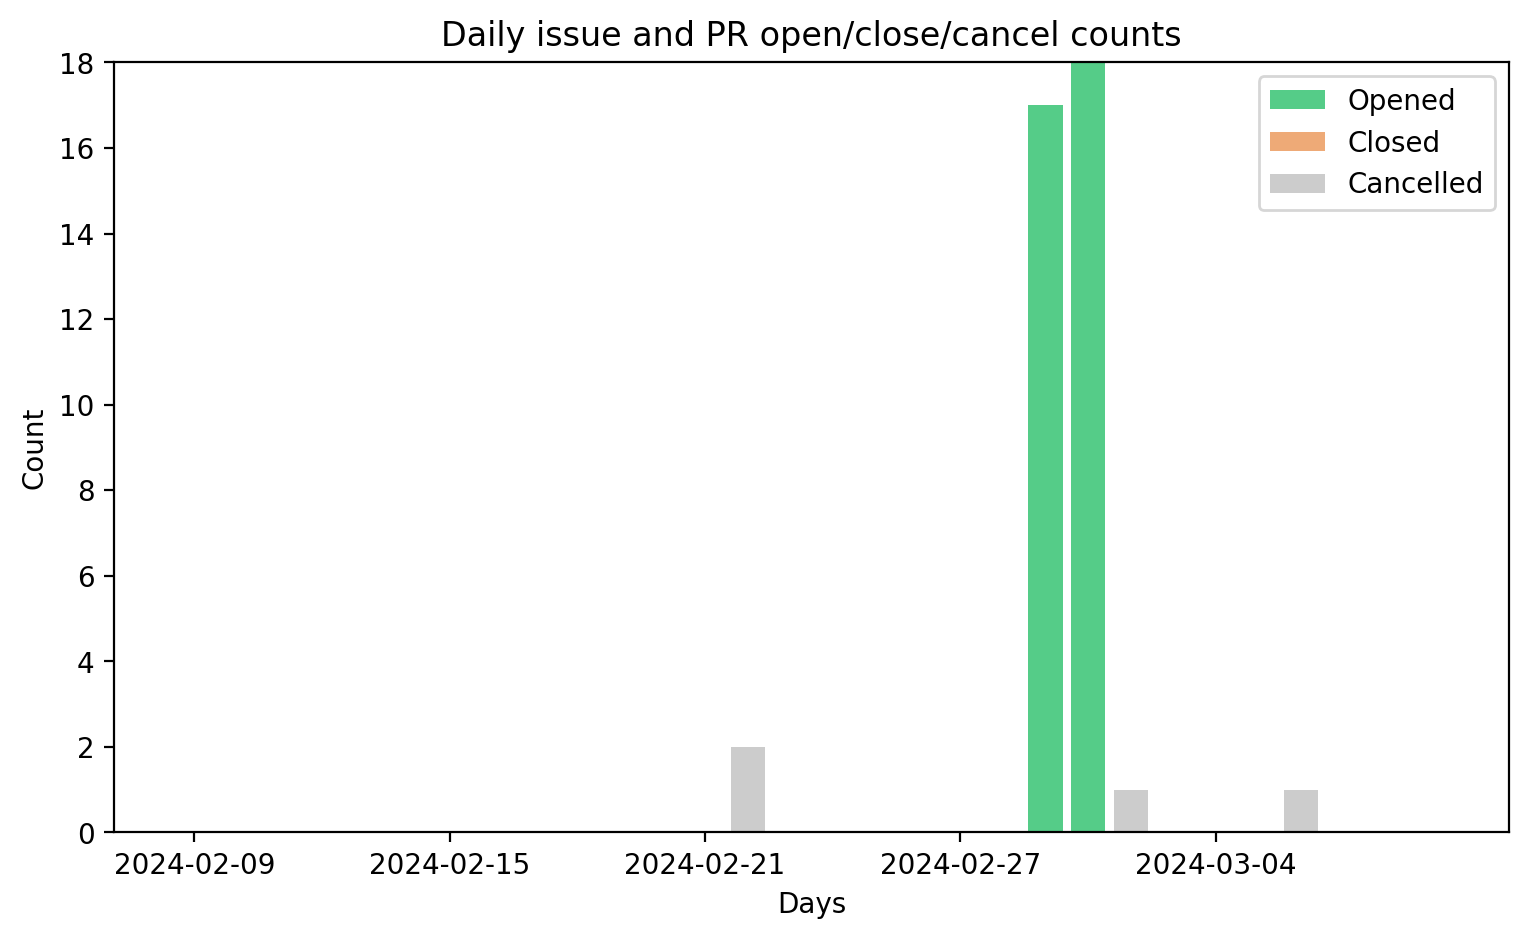 Daily issue and PR open/close/cancel counts
18
16
14
12
10
8
6
4
2
0
Count
Opened
Closed
Cancelled
2024-02-09 2024-02-15 2024-02-21 2024-02-27 2024-03-04
Days